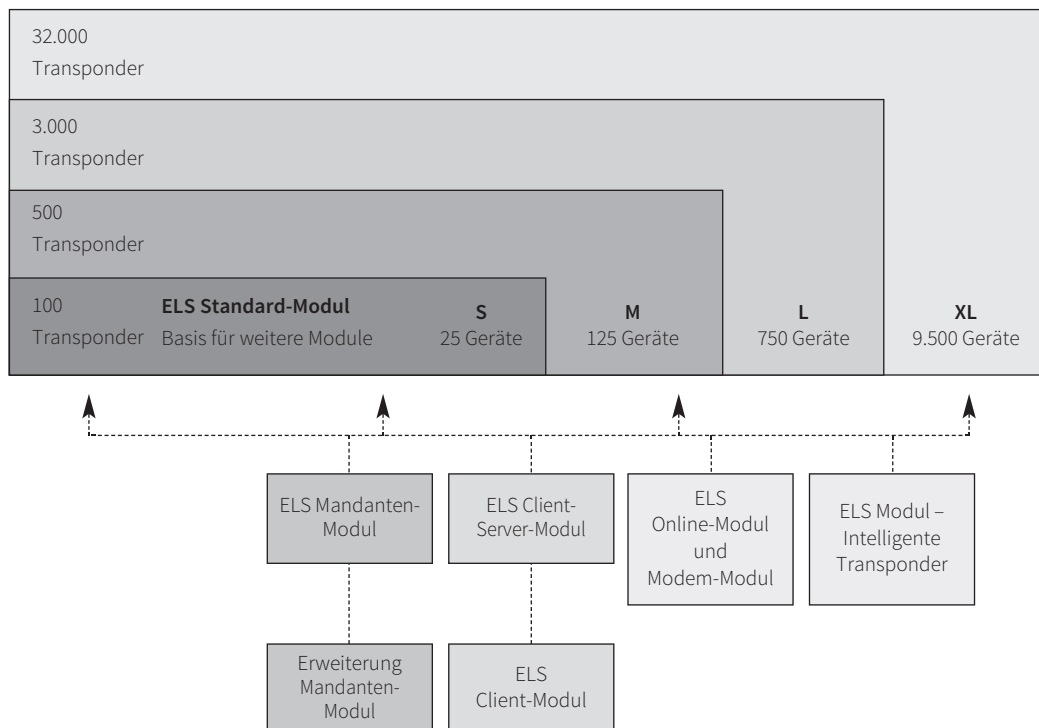 32.000
Transponder
3.000
Transponder
500
Transponder
100
Transponder
ELS Standard-Modul
Basis für weitere Module
S
25 Geräte
M
125 Geräte
L
750 Geräte
XL
9.500 Geräte
ELS Mandanten-
Modul
ELS Client-
Server-Modul
ELS
Online-Modul
und
Modem-Modul
ELS Modul –
Intelligente
Transponder
Erweiterung
Mandanten-
Modul
ELS
Client-Modul